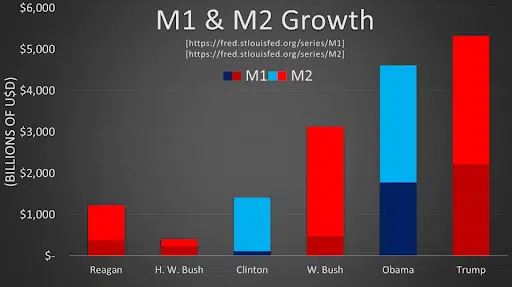 M1 & M2 Growth
[https://fred.stlouisfed.org/series/M1]
[https://fred.stlouisfed.org/series/M2]
M1 M2
(BILLIONS OF U$D)
$6,000
$5,000
$4,000
$3,000
$2,000
$1,000
$-
Reagan H. W. Bush Clinton W. Bush Obama Trump